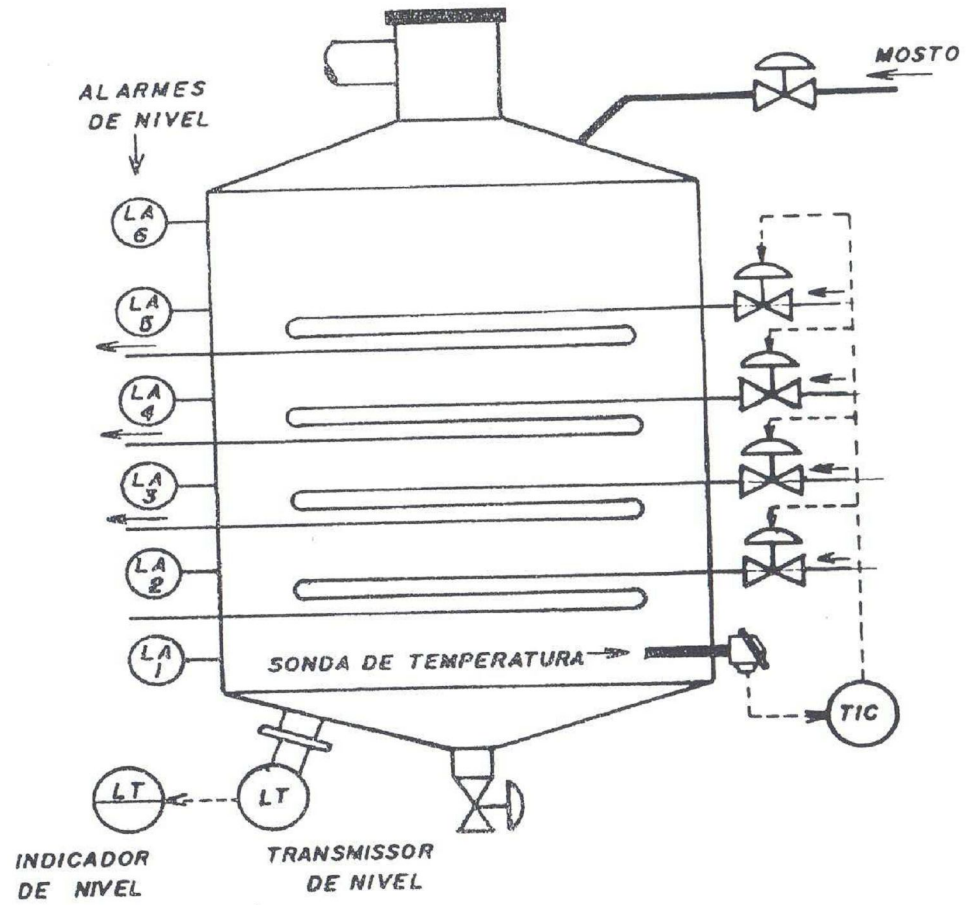 MOSTO
ALARMES
DE NIVEL
LA
6
LA
5
LA
4
LA
3
LA
2
LA
1
SONDA DE TEMPERATURA
TIC
LT
LT
INDICADOR
DE NIVEL
TRANSMISSOR
DE NIVEL